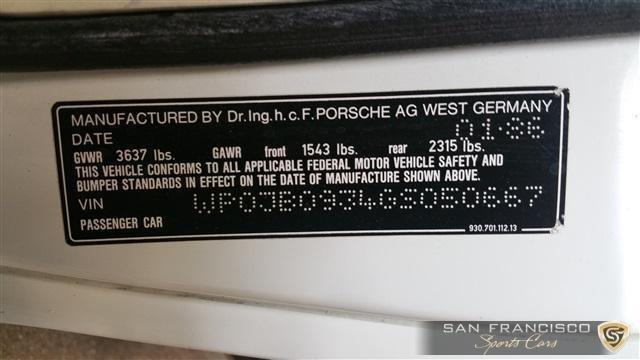 MANUFACTURED BY Dr.Ing.h.c.F.PORSCHE AG WEST GERMANY
DATE 01-86
GVWR 3637 lbs. GAWR front 1543 lbs. rear 2315 lbs.
THIS VEHICLE CONFORMS TO ALL APPLICABLE FEDERAL MOTOR VEHICLE SAFETY AND
BUMPER STANDARDS IN EFFECT ON THE DATE OF MANUFACTURE SHOWN ABOVE.
VIN WP0JB0934GS050667
PASSENGER CAR 930.701.112.13
SAN FRANCISCO
Sports Cars